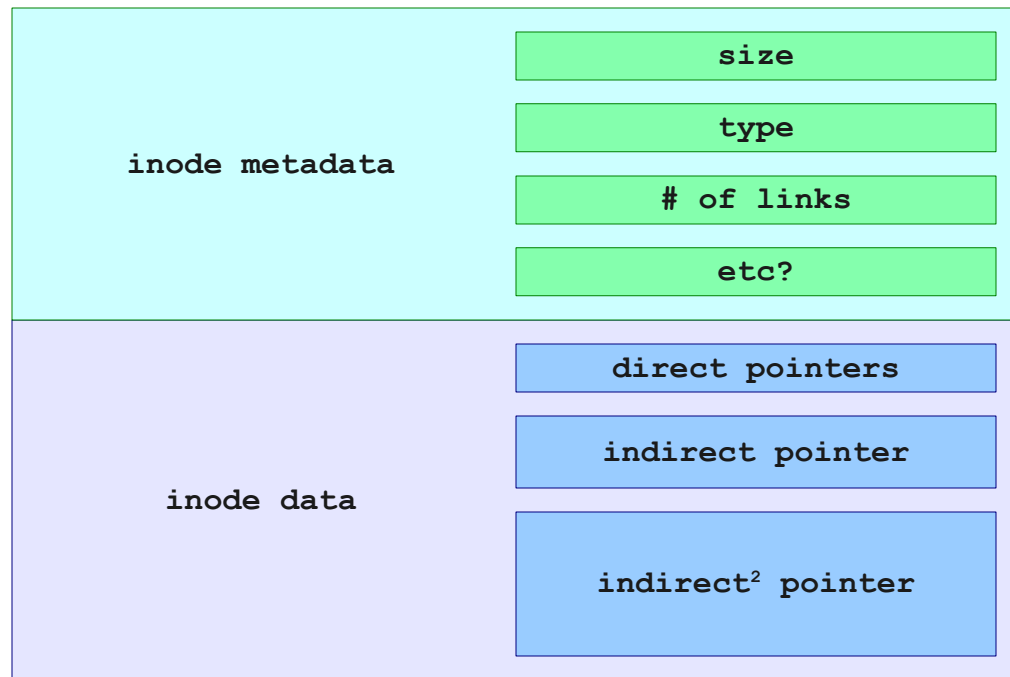 inode metadata
size
type
# of links
etc?
inode data
direct pointers
indirect pointer
indirect² pointer